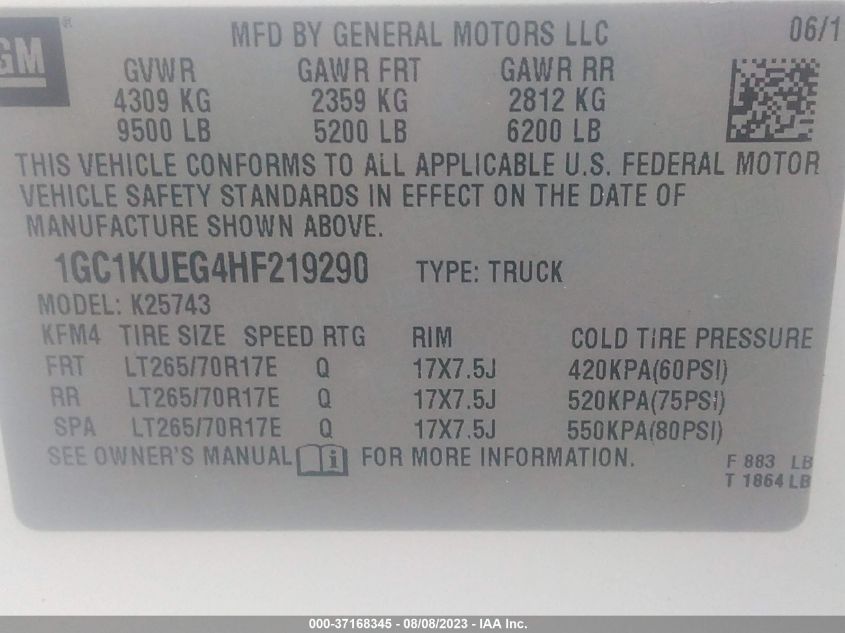 GM ®
MFD BY GENERAL MOTORS LLC 06/1
GVWR GAWR FRT GAWR RR
4309 KG 2359 KG 2812 KG
9500 LB 5200 LB 6200 LB
THIS VEHICLE CONFORMS TO ALL APPLICABLE U.S. FEDERAL MOTOR
VEHICLE SAFETY STANDARDS IN EFFECT ON THE DATE OF
MANUFACTURE SHOWN ABOVE.
1GC1KUEG4HF219290 TYPE: TRUCK
MODEL: K25743
KFM4 TIRE SIZE SPEED RTG RIM COLD TIRE PRESSURE
FRT LT265/70R17E Q 17X7.5J 420KPA(60PSI)
RR LT265/70R17E Q 17X7.5J 520KPA(75PSI)
SPA LT265/70R17E Q 17X7.5J 550KPA(80PSI)
SEE OWNER'S MANUAL i FOR MORE INFORMATION.
F 883 LB
T 1864 LB
000-37168345 - 08/08/2023 - IAA Inc.